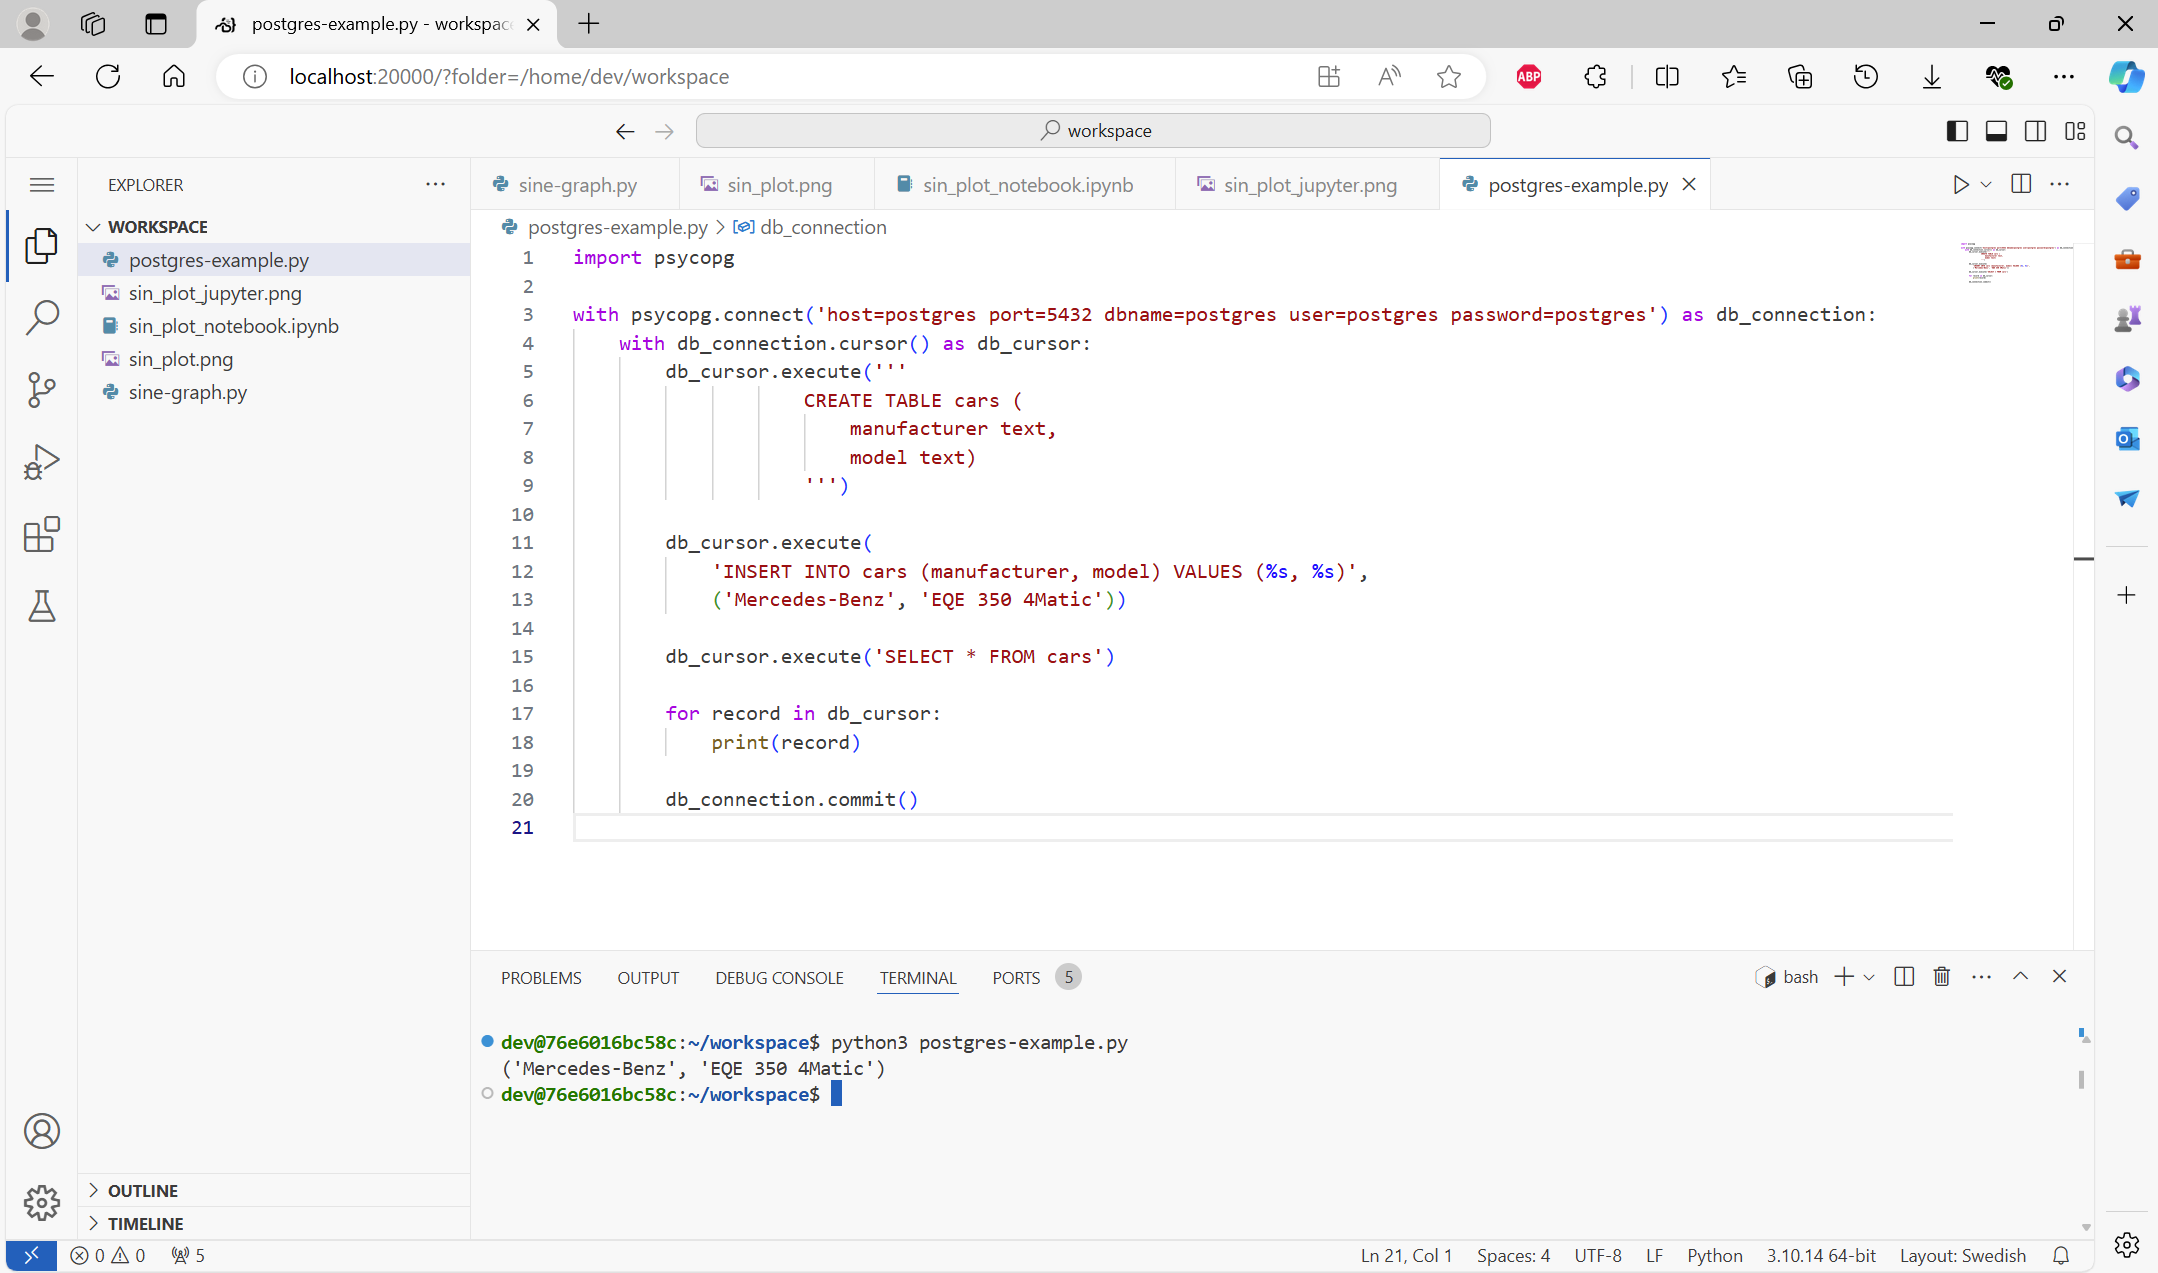 postgres-example.py - workspac
localhost:20000/?folder=/home/dev/workspace
ABP
workspace
EXPLORER
sine-graph.py
sin_plot.png
sin_plot_notebook.ipynb
sin_plot_jupyter.png
postgres-example.py
WORKSPACE
postgres-example.py
sin_plot_jupyter.png
sin_plot_notebook.ipynb
sin_plot.png
sine-graph.py
postgres-example.py > db_connection
1 import psycopg
2
3 with psycopg.connect('host=postgres port=5432 dbname=postgres user=postgres password=postgres') as db_connection:
4 with db_connection.cursor() as db_cursor:
5 db_cursor.execute('''
6 CREATE TABLE cars (
7 manufacturer text,
8 model text)
9 ''')
10
11 db_cursor.execute(
12 'INSERT INTO cars (manufacturer, model) VALUES (%s, %s)',
13 ('Mercedes-Benz', 'EQE 350 4Matic'))
14
15 db_cursor.execute('SELECT * FROM cars')
16
17 for record in db_cursor:
18 print(record)
19
20 db_connection.commit()
21
PROBLEMS OUTPUT DEBUG CONSOLE TERMINAL PORTS 5
bash
dev@76e6016bc58c:~/workspace$ python3 postgres-example.py
('Mercedes-Benz', 'EQE 350 4Matic')
dev@76e6016bc58c:~/workspace$
OUTLINE
TIMELINE
0 0 5
Ln 21, Col 1 Spaces: 4 UTF-8 LF Python 3.10.14 64-bit Layout: Swedish